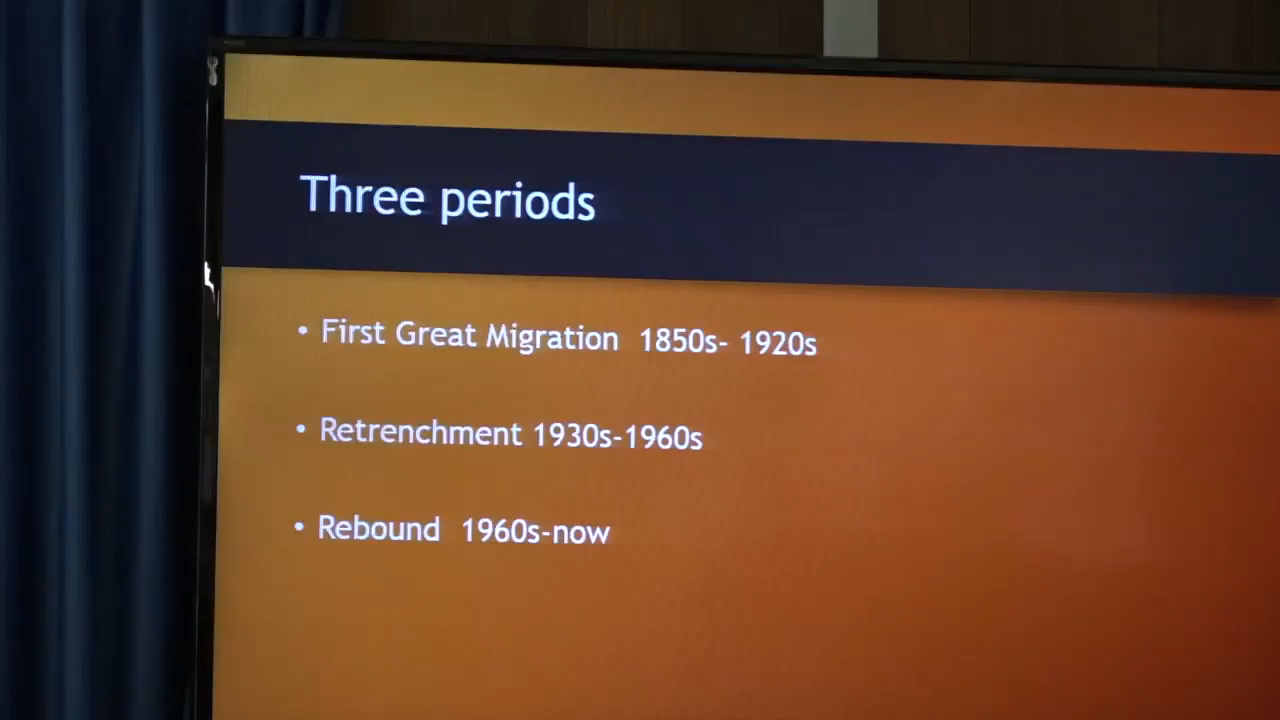 Three periods
• First Great Migration 1850s- 1920s
• Retrenchment 1930s-1960s
• Rebound 1960s-now